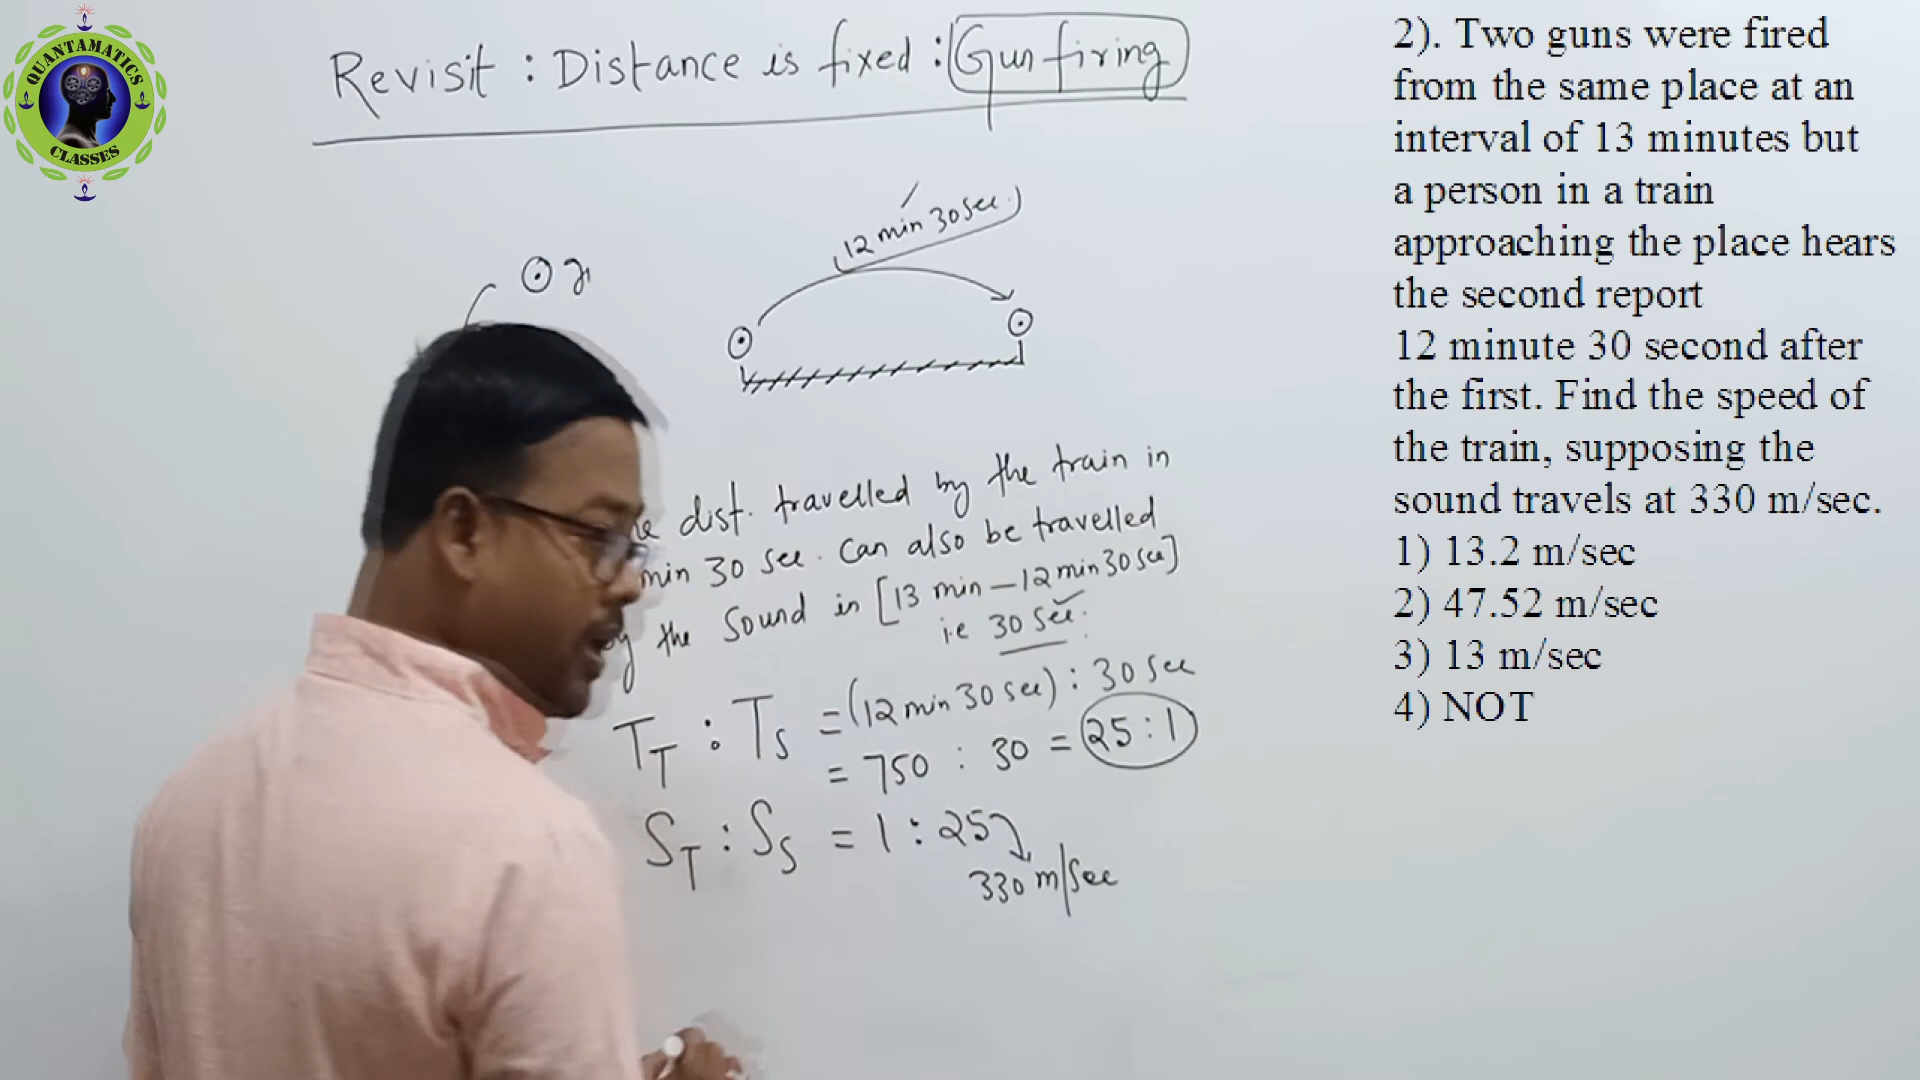 QUANTAMATICS
CLASSES
Revisit : Distance is fixed : Gun firing
12 min 30 sec
dist. travelled by the train in
min 30 sec. can also be travelled
the Sound in [13 min – 12 min 30 sec]
i.e 30 sec.
T_T : T_S = (12 min 30 sec) : 30 sec
= 750 : 30 = 25 : 1
S_T : S_S = 1 : 25
330 m/sec
2). Two guns were fired
from the same place at an
interval of 13 minutes but
a person in a train
approaching the place hears
the second report
12 minute 30 second after
the first. Find the speed of
the train, supposing the
sound travels at 330 m/sec.
1) 13.2 m/sec
2) 47.52 m/sec
3) 13 m/sec
4) NOT